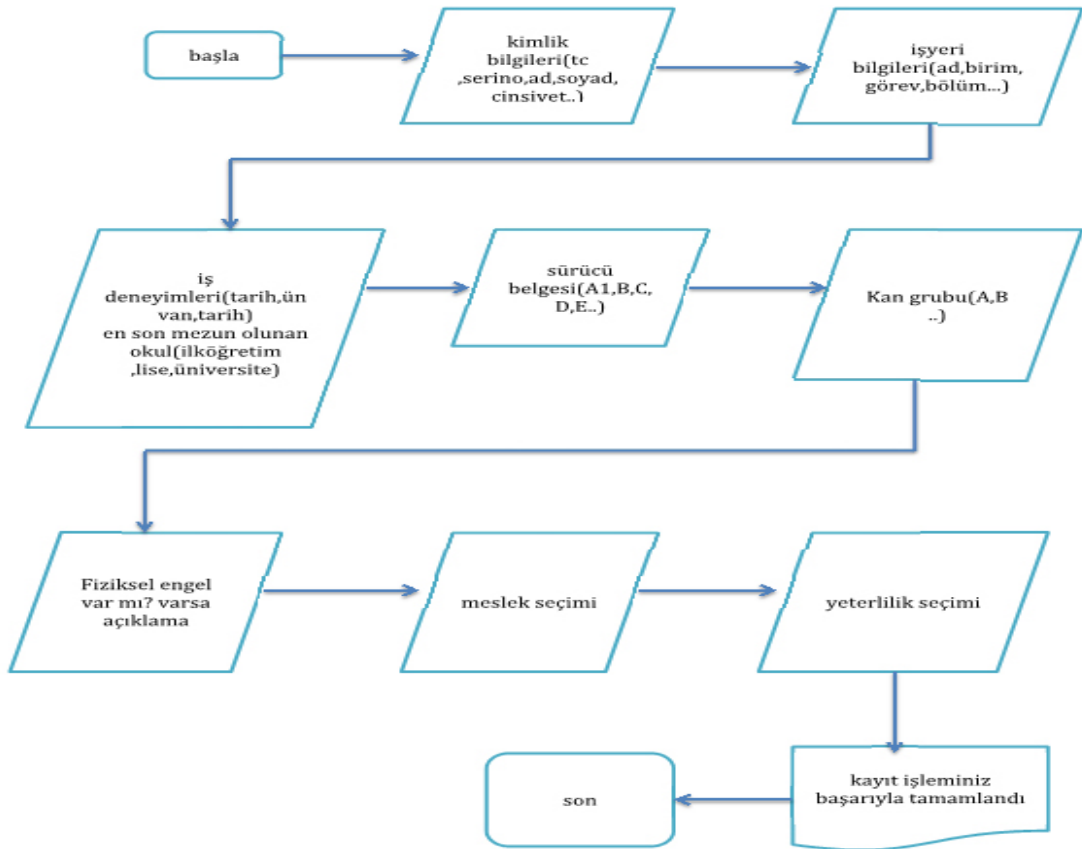 başla
kimlik
bilgileri(tc
,serino,ad,soyad,
cinsiyet..)
işyeri
bilgileri(ad,birim,
görev,bölüm...)
iş
deneyimleri(tarih,ün
van,tarih)
en son mezun olunan
okul(ilköğretim
,lise,üniversite)
sürücü
belgesi(A1,B,C,
D,E..)
Kan grubu(A,B
..)
Fiziksel engel
var mı? varsa
açıklama
meslek seçimi
yeterlilik seçimi
kayıt işleminiz
başarıyla tamamlandı
son